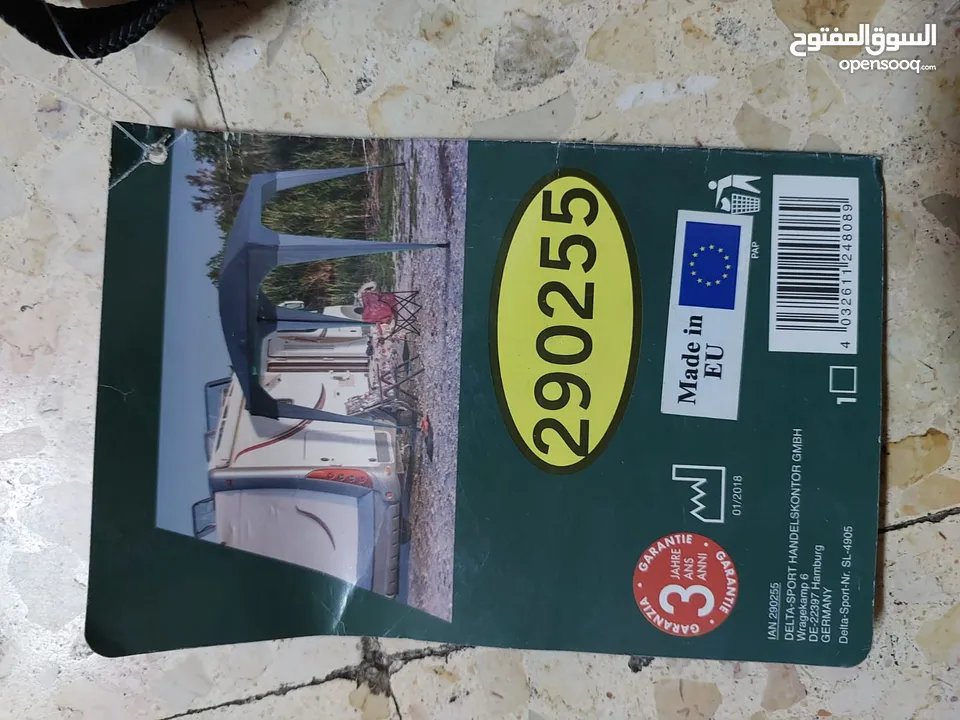 السوق المفتوح
opensooq.com
290255
Made in
EU
PAP
4 032611 248089
1
01/2018
GARANTIE • GARANTIE • GARANZIA •
3 JAHRE
ANS
ANNI
IAN 290255
DELTA-SPORT HANDELSKONTOR GMBH
Wragekamp 6
DE-22397 Hamburg
GERMANY
Delta-Sport-Nr. SL-4905